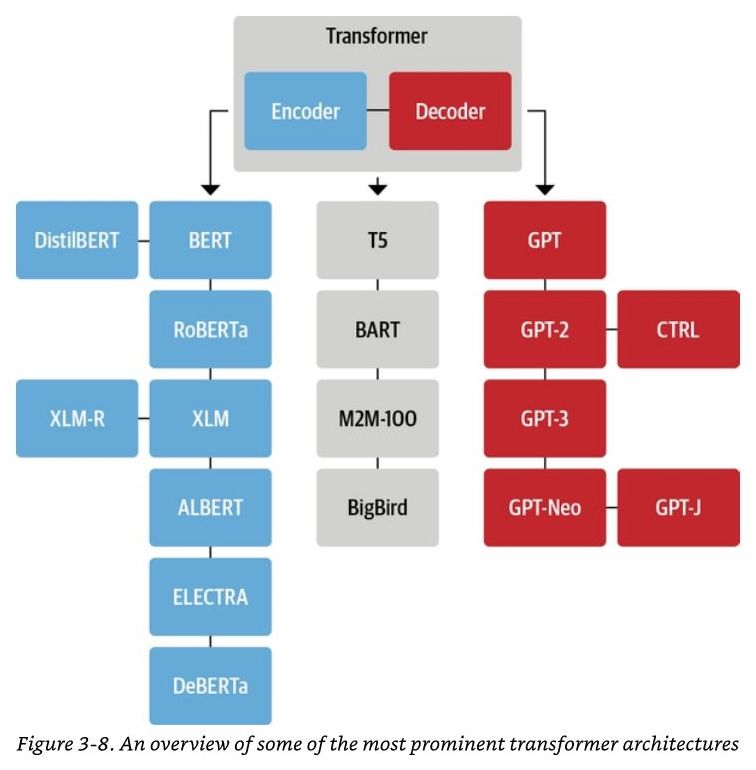 Transformer
Encoder
Decoder
DistilBERT
BERT
T5
GPT
RoBERTa
BART
GPT-2
CTRL
XLM-R
XLM
M2M-100
GPT-3
ALBERT
BigBird
GPT-Neo
GPT-J
ELECTRA
DeBERTa
Figure 3-8. An overview of some of the most prominent transformer architectures